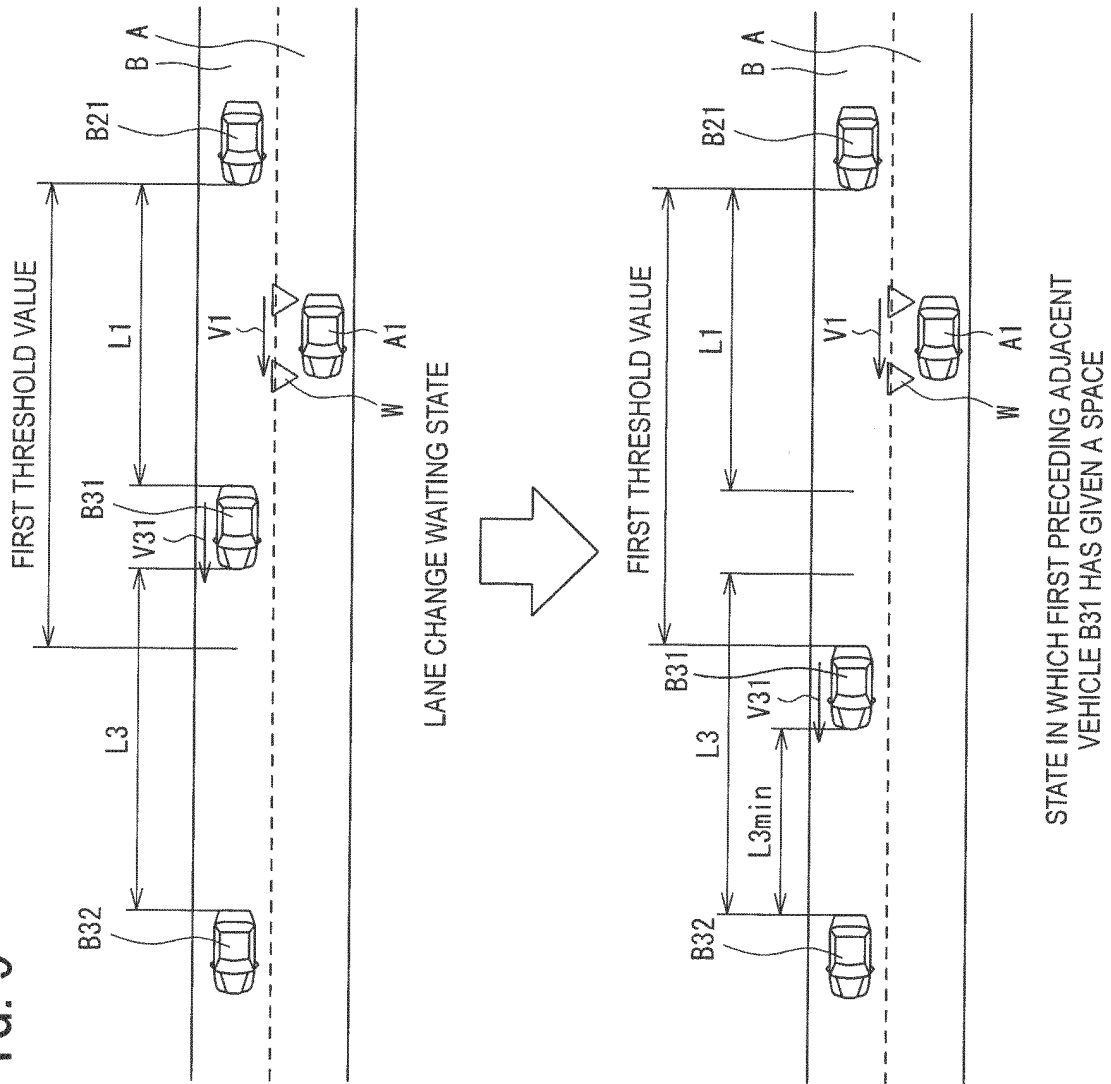 FIRST THRESHOLD VALUE
L1
L3
B32
B31
V31
V1
B21
B
A
W
A1
LANE CHANGE WAITING STATE
FIRST THRESHOLD VALUE
L1
L3
L3min
B32
B31
V31
V1
B21
B
A
W
A1
STATE IN WHICH FIRST PRECEDING ADJACENT
VEHICLE B31 HAS GIVEN A SPACE